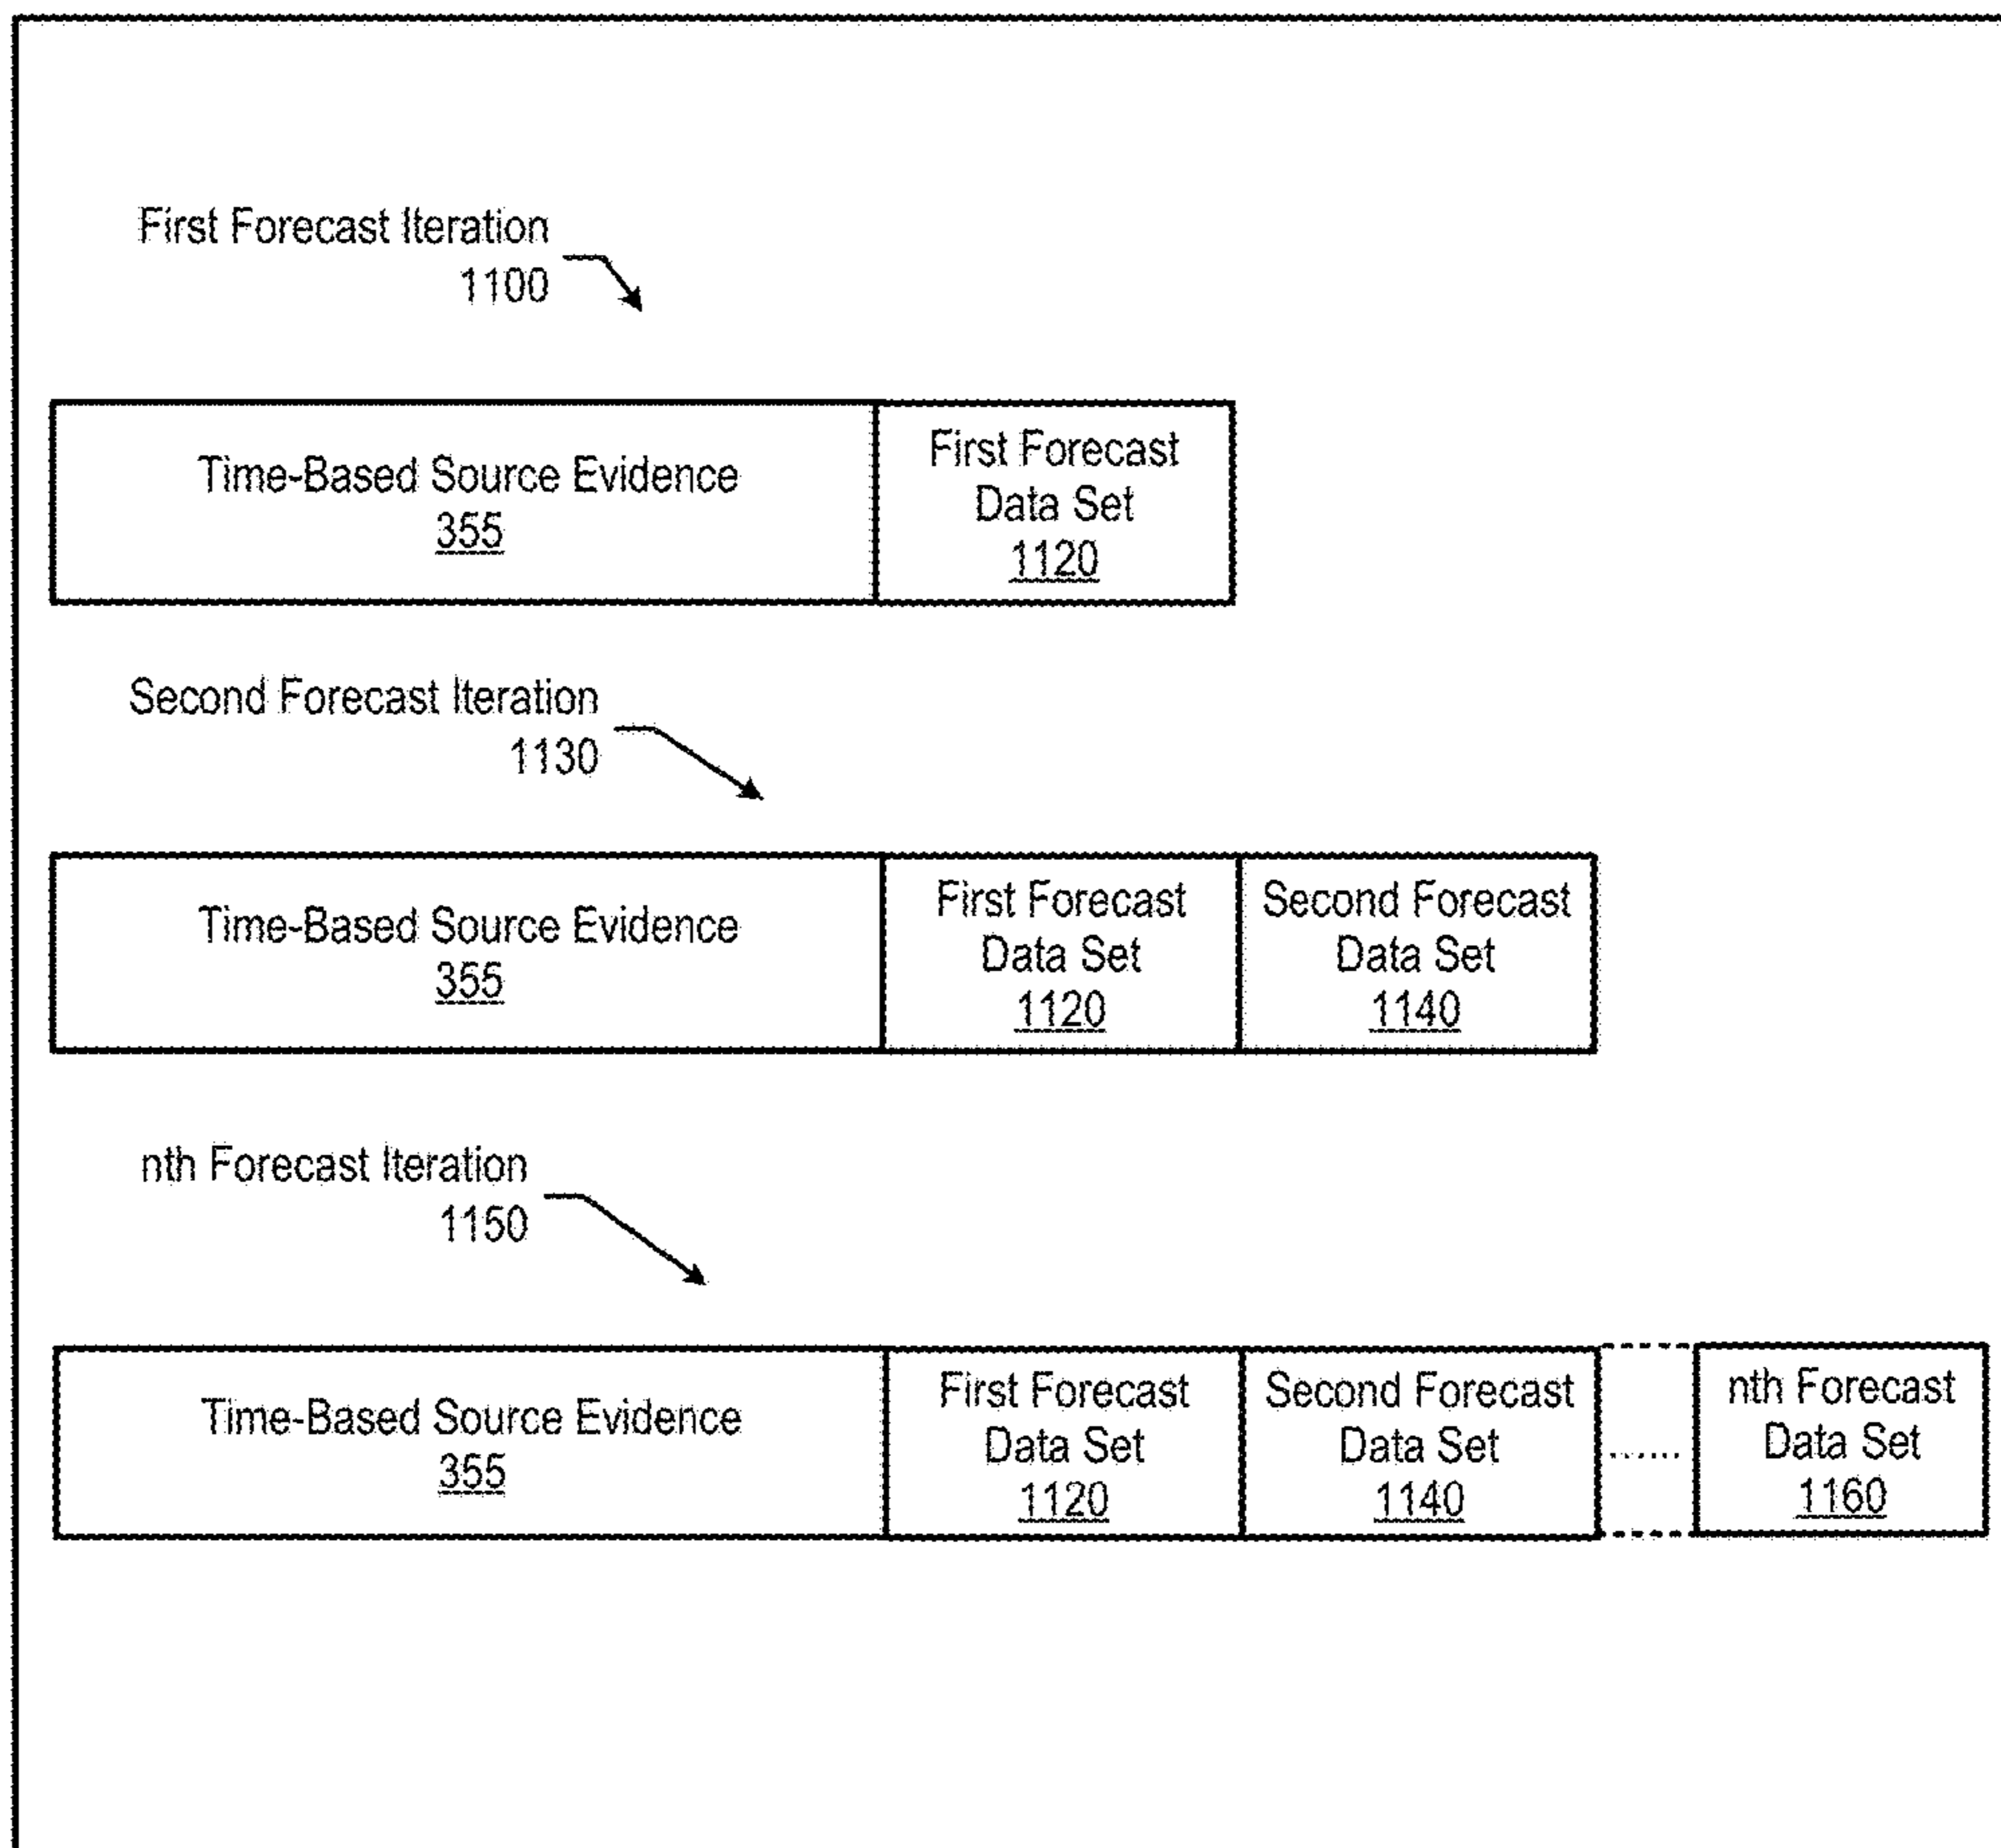 First Forecast Iteration
1100
Time-Based Source Evidence
355
First Forecast
Data Set
1120
Second Forecast Iteration
1130
Time-Based Source Evidence
355
First Forecast
Data Set
1120
Second Forecast
Data Set
1140
nth Forecast Iteration
1150
Time-Based Source Evidence
355
First Forecast
Data Set
1120
Second Forecast
Data Set
1140
......
nth Forecast
Data Set
1160